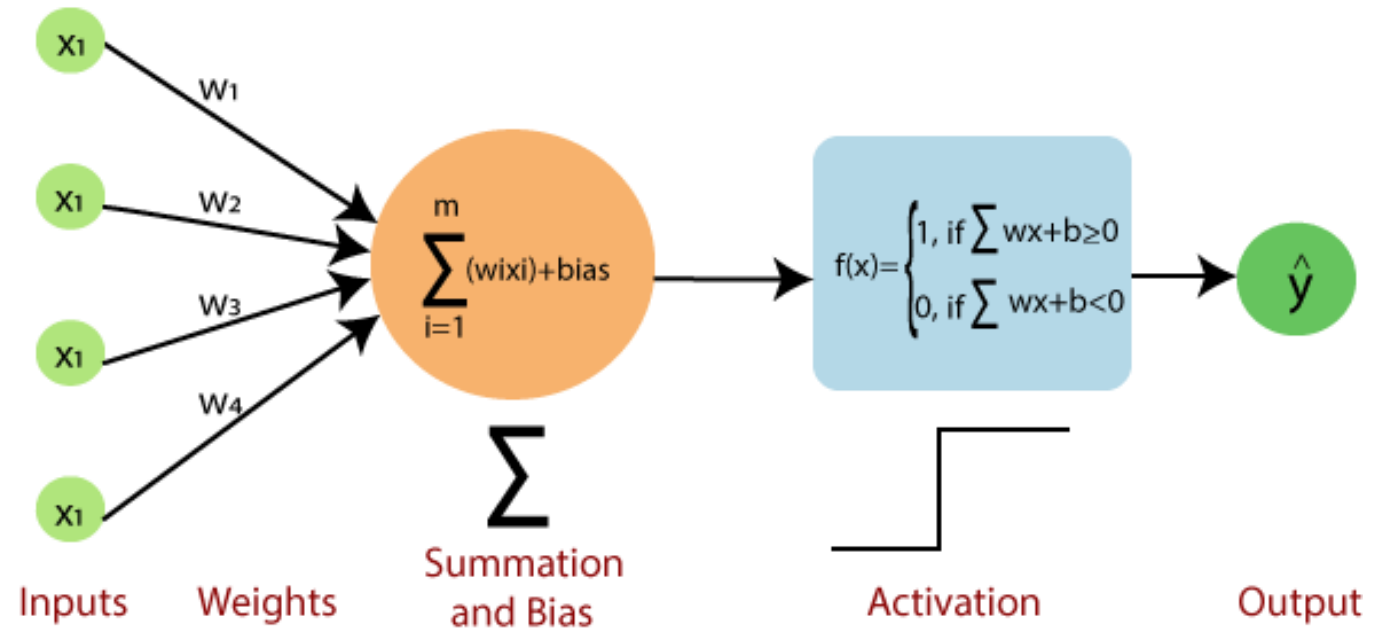 x1
x1
x1
x1
w1
w2
w3
w4
m
∑(wixi)+bias
i=1
f(x)={1, if ∑ wx+b≥0
0, if ∑ wx+b<0
ŷ
∑
Inputs
Weights
Summation
and Bias
Activation
Output